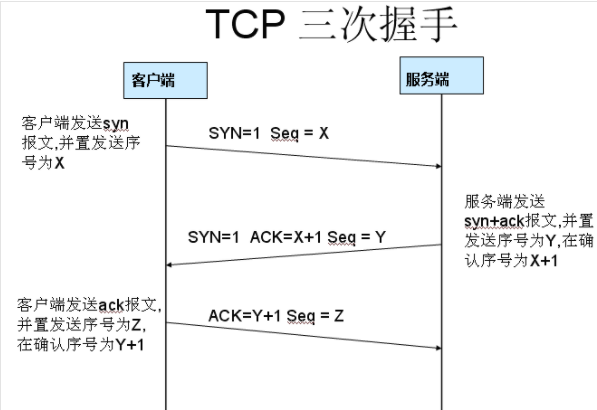 TCP 三次握手
客户端
服务端
客户端发送syn
报文,并置发送序
号为X
SYN=1 Seq = X
服务端发送
syn+ack报文,并置
发送序号为Y,在确
认序号为X+1
SYN=1 ACK=X+1 Seq = Y
客户端发送ack报文,
并置发送序号为Z,
在确认序号为Y+1
ACK=Y+1 Seq = Z